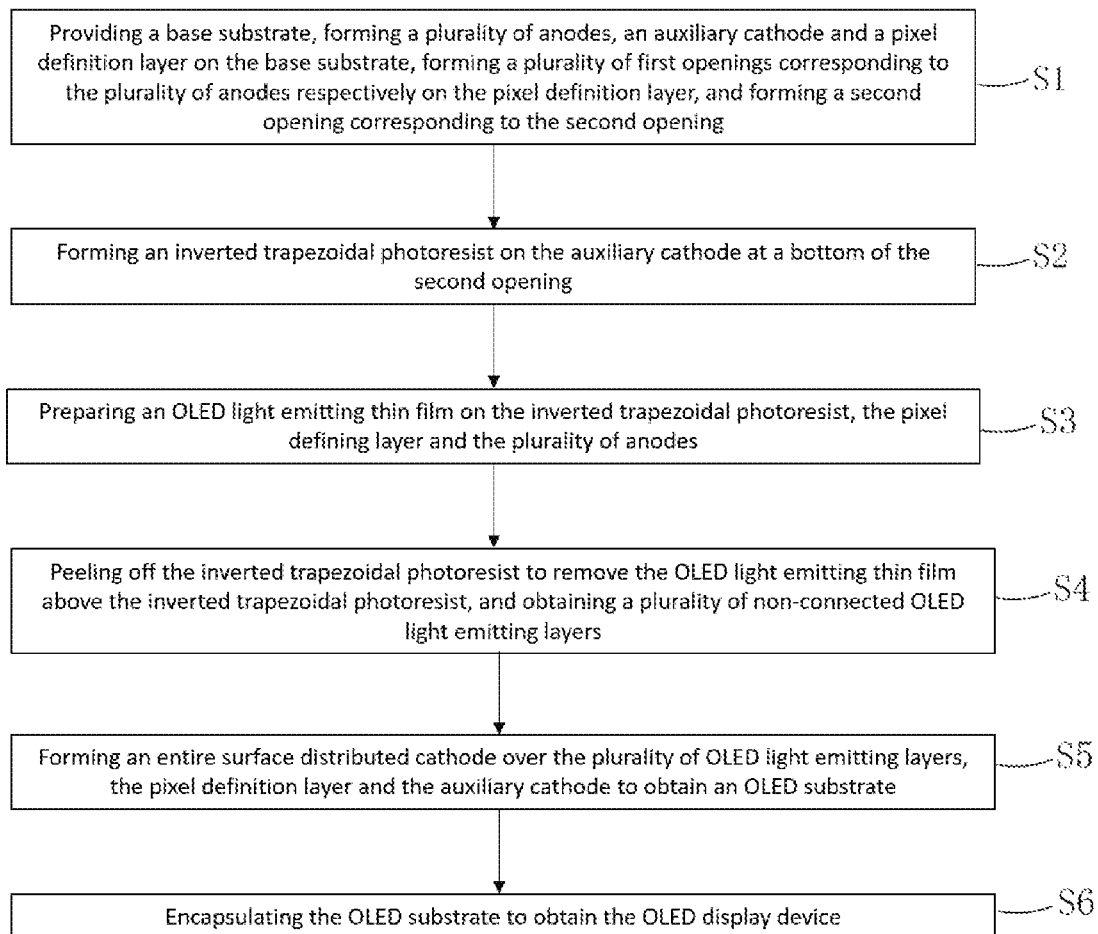 Providing a base substrate, forming a plurality of anodes, an auxiliary cathode and a pixel
definition layer on the base substrate, forming a plurality of first openings corresponding to
the plurality of anodes respectively on the pixel definition layer, and forming a second
opening corresponding to the second opening
S1
Forming an inverted trapezoidal photoresist on the auxiliary cathode at a bottom of the
second opening
S2
Preparing an OLED light emitting thin film on the inverted trapezoidal photoresist, the pixel
defining layer and the plurality of anodes
S3
Peeling off the inverted trapezoidal photoresist to remove the OLED light emitting thin film
above the inverted trapezoidal photoresist, and obtaining a plurality of non-connected OLED
light emitting layers
S4
Forming an entire surface distributed cathode over the plurality of OLED light emitting layers,
the pixel definition layer and the auxiliary cathode to obtain an OLED substrate
S5
Encapsulating the OLED substrate to obtain the OLED display device
S6